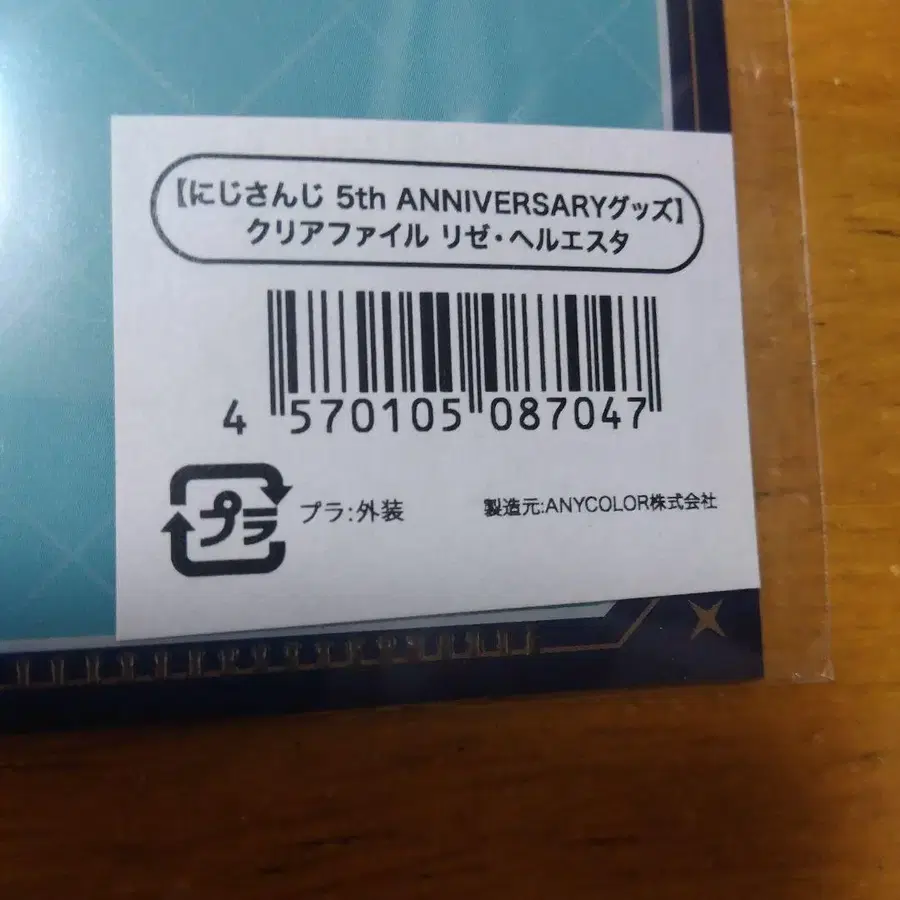 【にじさんじ 5th ANNIVERSARYグッズ】
クリアファイル リゼ・ヘルエスタ
4 570105 087047
プラ
プラ:外装
製造元:ANYCOLOR株式会社